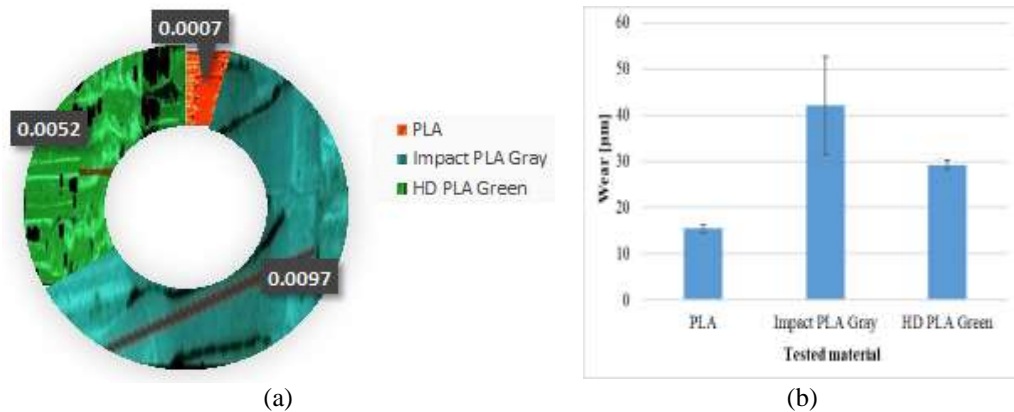 0.0007
0.0052
0.0097
PLA
Impact PLA Gray
HD PLA Green
(a)
Wear [µm]
60
50
40
30
20
10
0
PLA Impact PLA Gray HD PLA Green
Tested material
(b)